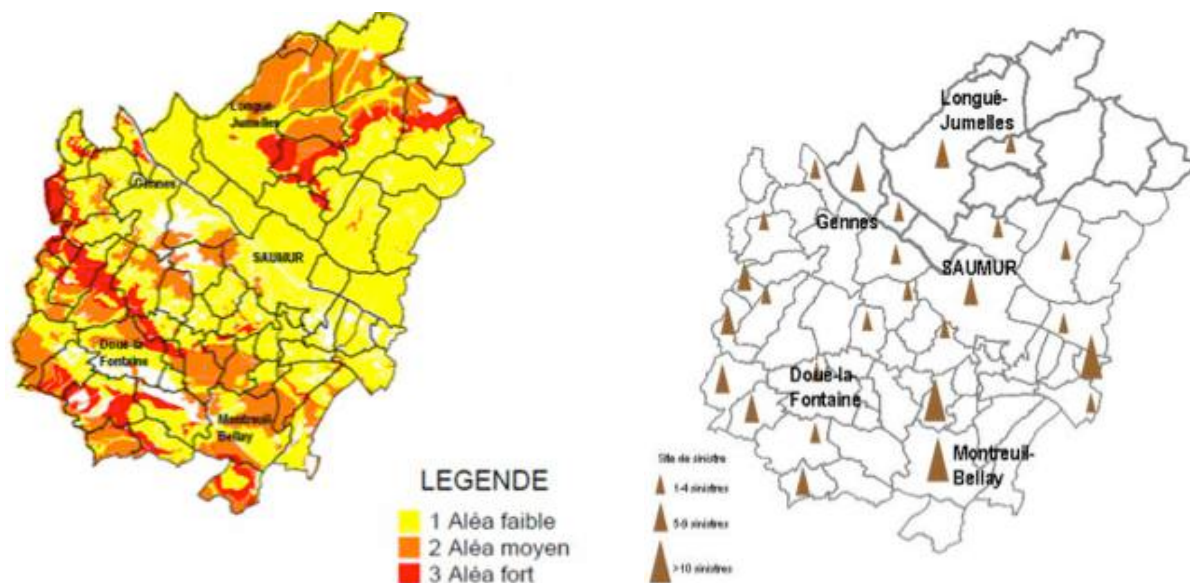 Longué-
Jumelles
Gennes
SAUMUR
Doué-la-
Fontaine
Montreuil-
Bellay
LEGENDE
1 Aléa faible
2 Aléa moyen
3 Aléa fort
Longué-
Jumelles
Gennes
SAUMUR
Doué-la-
Fontaine
Montreuil-
Bellay
Site de sinistre
1-4 sinistres
5-9 sinistres
>10 sinistres